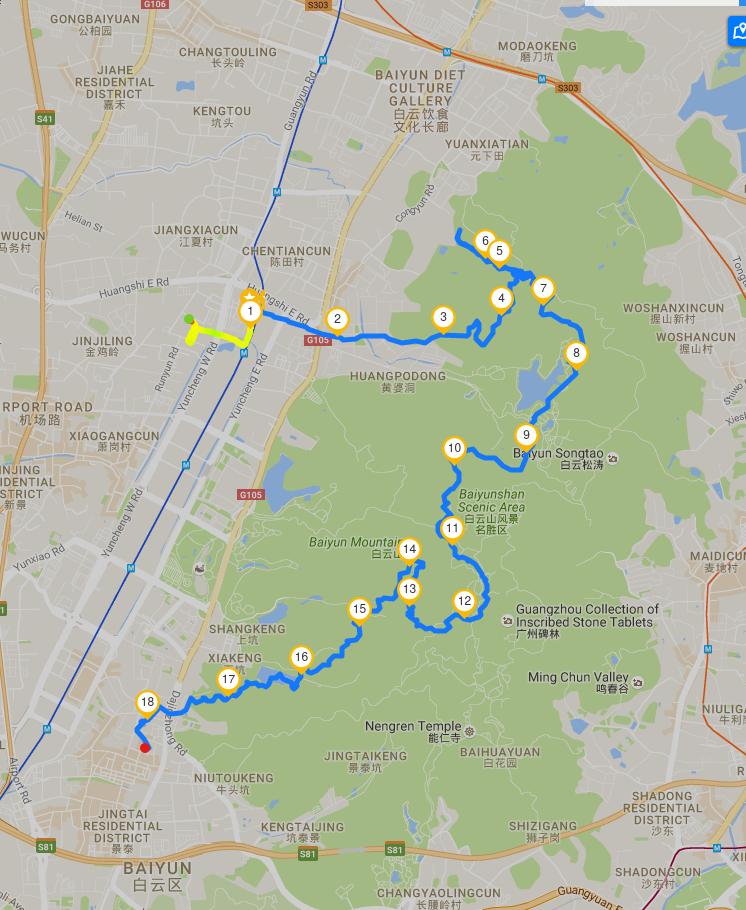 G106
S303
GONGBAIYUAN
公柏园
CHANGTOULING
长头岭
MODAOKENG
磨刀坑
JIAHE
RESIDENTIAL
DISTRICT
嘉禾
BAIYUN DIET
CULTURE
GALLERY
白云饮食
文化长廊
Guangyun Rd
S303
S41
KENGTOU
坑头
YUANXIATIAN
元下田
Helian St
Congyun Rd
WUCUN
马务村
JIANGXIACUN
江夏村
CHENTIANCUN
陈田村
6
5
7
4
Huangshi E Rd
Huangshi E Rd
1
2
3
G105
WOSHANXINCUN
握山新村
WOSHANCUN
握山村
JINJILING
金鸡岭
Runyun Rd
Yuncheng W Rd
Yuncheng E Rd
8
HUANGPODONG
黄婆洞
RPORT ROAD
机场路
XIAOGANGCUN
萧岗村
9
10
Baiyun Songtao
白云松涛
NJING
IDENTIAL
STRICT
新景
G105
Baiyunshan
Scenic Area
白云山风景
名胜区
Yuncheng W Rd
11
Yunxiao Rd
Baiyun Mountain
白云山
14
13
12
MAIDICUN
麦地村
15
Guangzhou Collection of
Inscribed Stone Tablets
广州碑林
SHANGKENG
上坑
XIAKENG
16
17
Ming Chun Valley
鸣春谷
18
Nengren Temple
能仁寺
BAIHUAYUAN
白花园
JINGTAIKENG
景泰坑
Airport Rd
NIUTOUKENG
牛头坑
SHADONG
RESIDENTIAL
DISTRICT
沙东
JINGTAI
RESIDENTIAL
DISTRICT
景泰
KENGTAIJING
坑泰景
SHIZIGANG
狮子岗
S81
S81
S81
BAIYUN
白云区
SHADONGCUN
沙东村
CHANGYAOLINGCUN
长腰岭村
Guangyuan